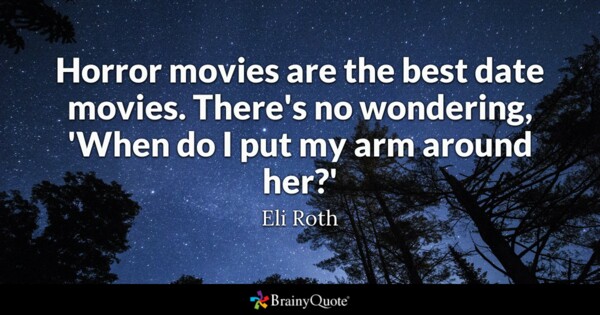 Horror movies are the best date
movies. There's no wondering,
'When do I put my arm around
her?'
Eli Roth
BrainyQuote®